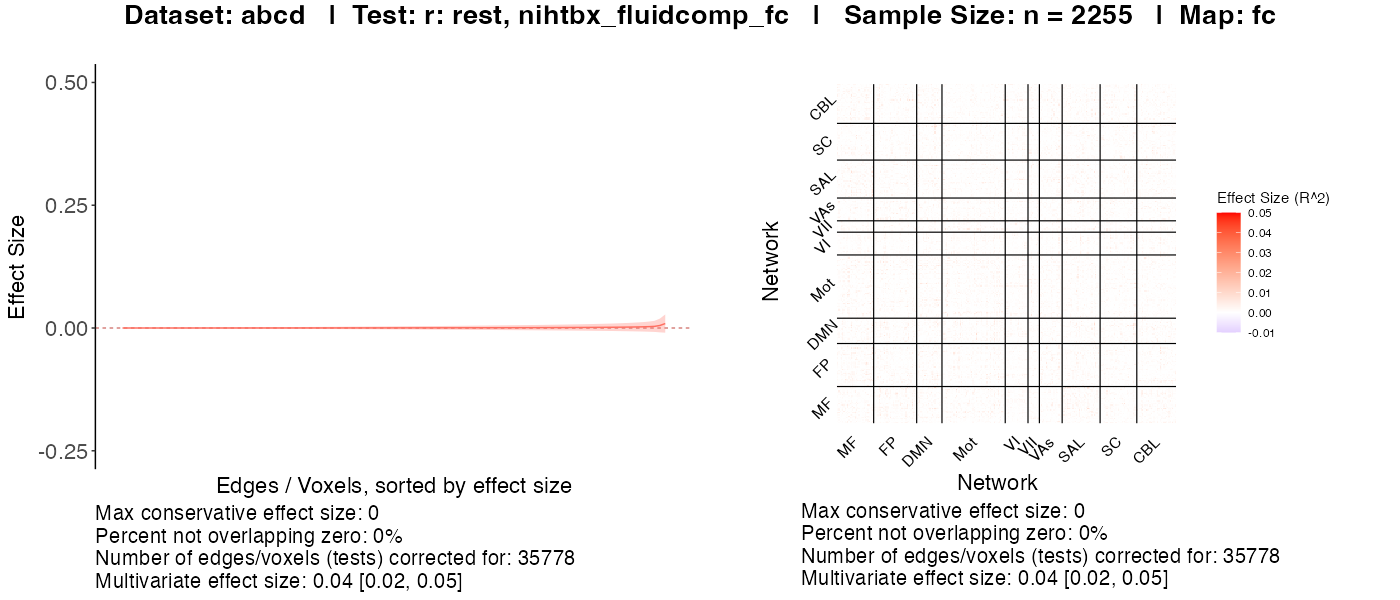 Dataset: abcd | Test: r: rest, nihtbx_fluidcomp_fc | Sample Size: n = 2255 | Map: fc
Effect Size
0.50
0.25
0.00
-0.25
Edges / Voxels, sorted by effect size
Max conservative effect size: 0
Percent not overlapping zero: 0%
Number of edges/voxels (tests) corrected for: 35778
Multivariate effect size: 0.04 [0.02, 0.05]
Network
CBL
SC
SAL
VAs
VII
VI
Mot
DMN
FP
MF
MF
FP
DMN
Mot
VI
VII
VAs
SAL
SC
CBL
Network
Effect Size (R^2)
0.05
0.04
0.03
0.02
0.01
0.00
-0.01
Max conservative effect size: 0
Percent not overlapping zero: 0%
Number of edges/voxels (tests) corrected for: 35778
Multivariate effect size: 0.04 [0.02, 0.05]